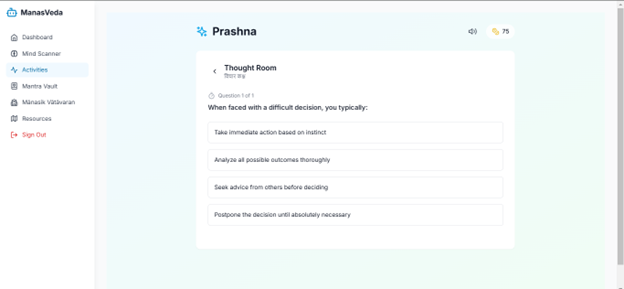 ManasVeda
Dashboard
Mind Scanner
Activities
Mantra Vault
Mānasik Vātāvaran
Resources
Sign Out
Prashna
75
Thought Room
विचार कक्ष
Question 1 of 1
When faced with a difficult decision, you typically:
Take immediate action based on instinct
Analyze all possible outcomes thoroughly
Seek advice from others before deciding
Postpone the decision until absolutely necessary